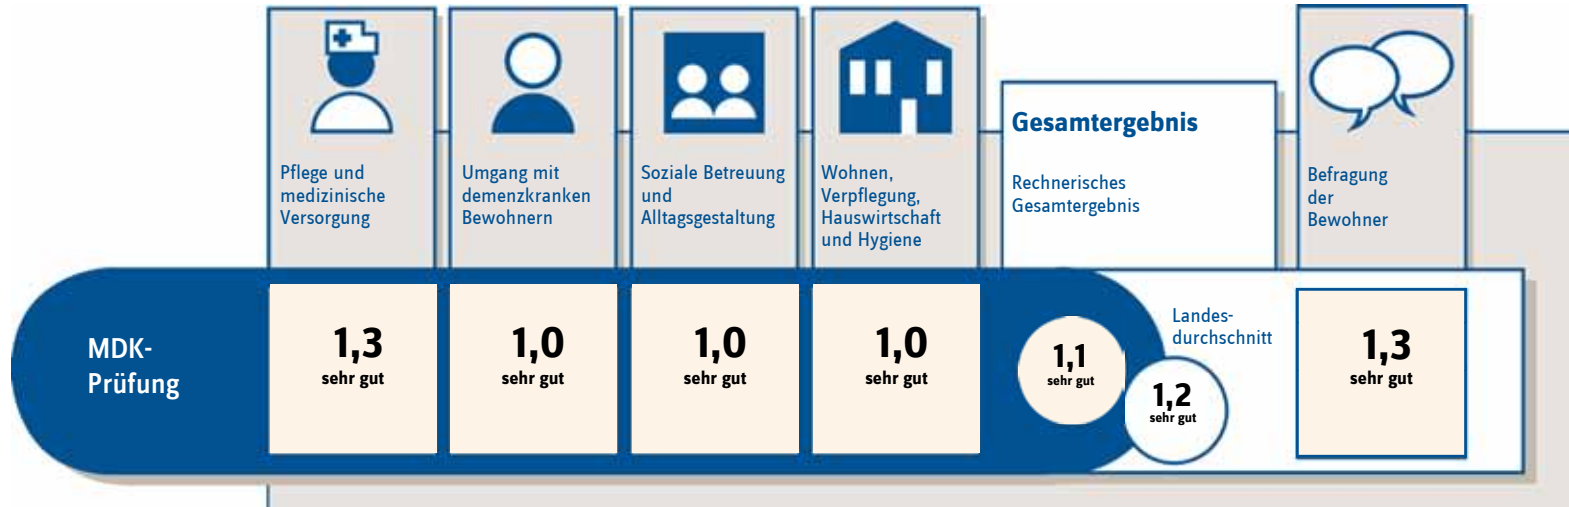 Pflege und
medizinische
Versorgung
Umgang mit
demenzkranken
Bewohnern
Soziale Betreuung
und
Alltagsgestaltung
Wohnen,
Verpflegung,
Hauswirtschaft
und Hygiene
Gesamtergebnis
Rechnerisches
Gesamtergebnis
Befragung
der
Bewohner
MDK-
Prüfung
1,3
sehr gut
1,0
sehr gut
1,0
sehr gut
1,0
sehr gut
1,1
sehr gut
Landes-
durchschnitt
1,2
sehr gut
1,3
sehr gut